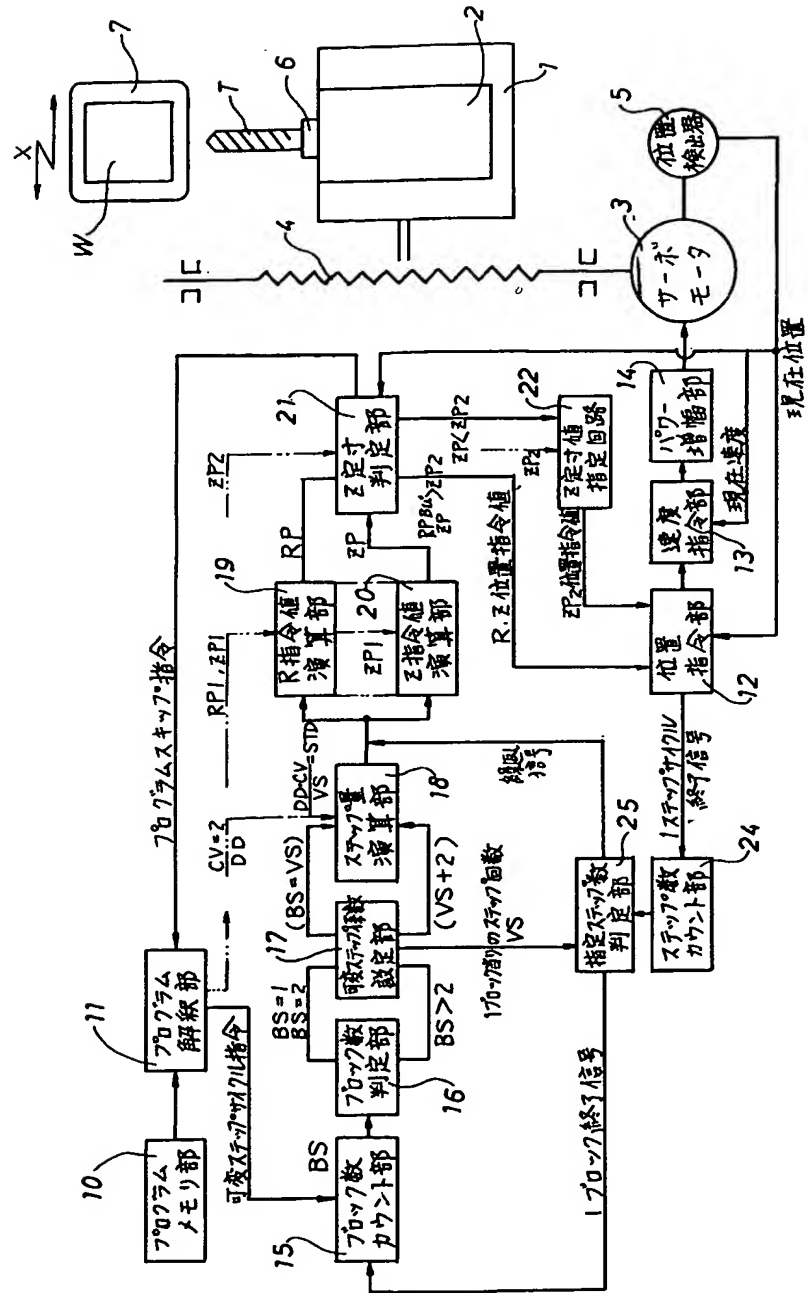 10
プログラム
メモリ部
11
プログラム
解釈部
プログラムスキップ指令
可変ステップサイクル指令
CV=2
DD
RP1,ZP1
ZP2
15
ブロック数
カウント部
BS
ブロック数
判定部
16
BS=1
BS=2
BS>2
17
可変ステップ係数
設定部
(BS=VS)
(VS+2)
DD・CV
VS
=STD
ステップ量
演算部
18
19
R指令値
演算部
ZP1
20
Z指令値
演算部
RP
ZP
21
Z定寸
判定部
ZP
>ZP2
ZP<ZP2
ZP2
22
Z定寸値
指定回路
R.Z位置指令値
ZP2位置指令値
1ブロック当りのステップ回数
VS
繰返し
信号
指定ステップ数
判定部
25
1ブロック終了信号
ステップ数
カウント部
24
1ステップサイクル
終了信号
位置
指令部
12
速度
指令部
13
14
パワー
増幅部
現在速度
現在位置
3
サーボ
モータ
5
位置
検出器
4
X
W
7
T
6
2
1